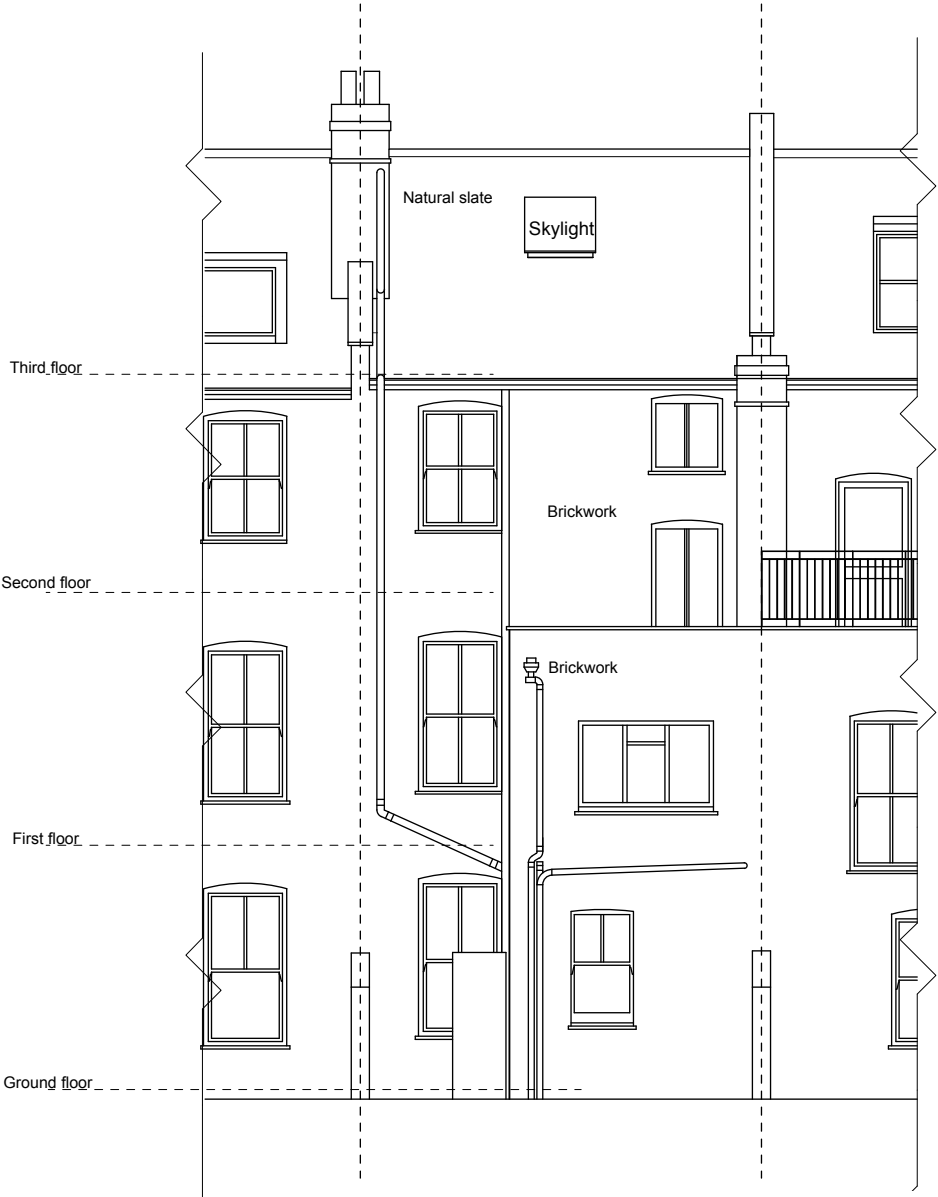 Natural slate
Skylight
Third floor
Brickwork
Second floor
Brickwork
First floor
Ground floor